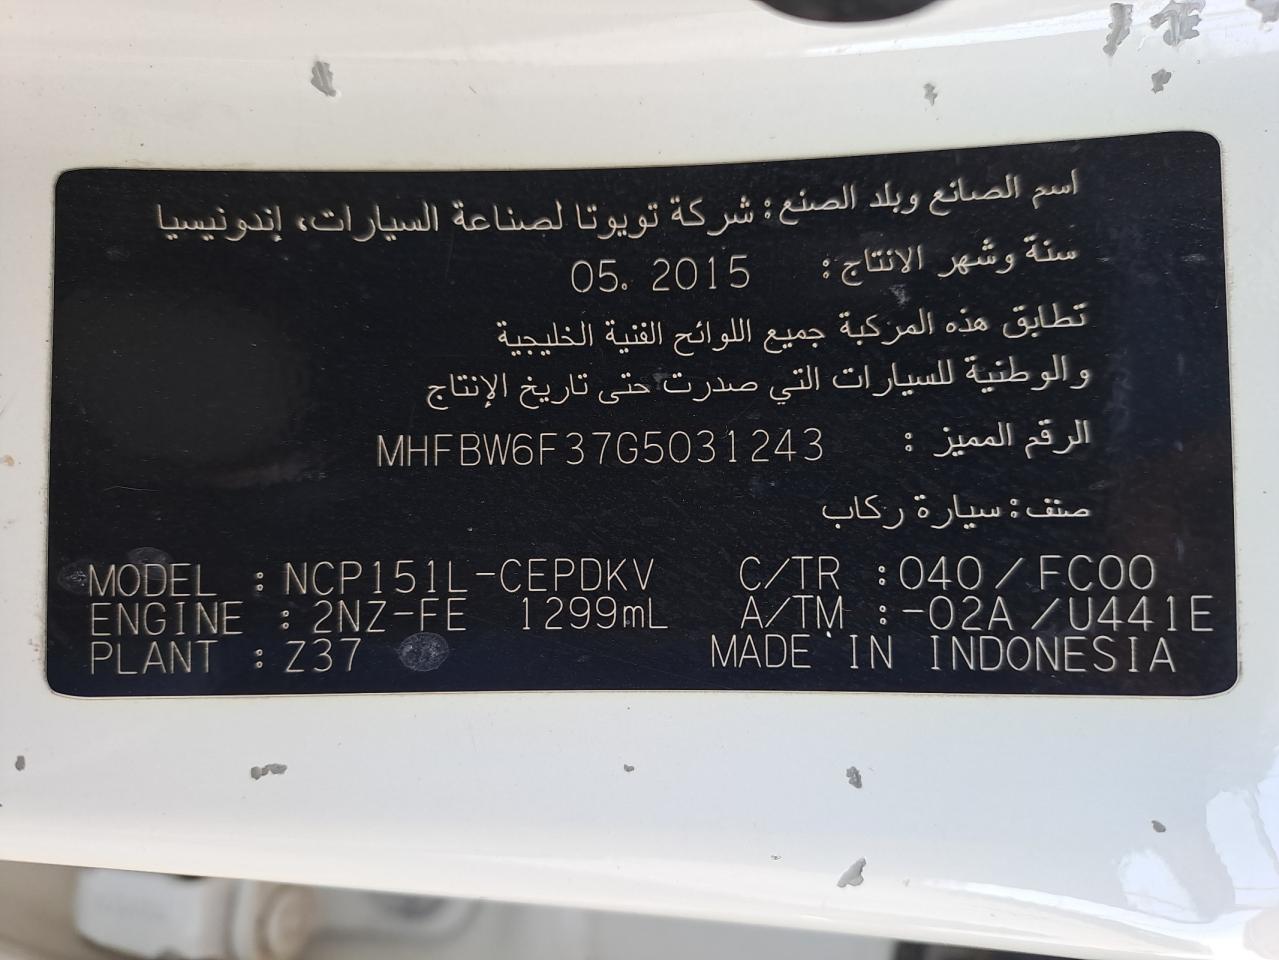 اسم الصانع وبلد الصنع: شركة تويوتا لصناعة السيارات، إندونيسيا
سنة وشهر الانتاج: 05. 2015
تطابق هذه المركبة جميع اللوائح الفنية الخليجية
والوطنية للسيارات التي صدرت حتى تاريخ الإنتاج
الرقم المميز: MHFBW6F37G5031243
صنف: سيارة ركاب
MODEL : NCP151L-CEPDKV C/TR :040/FC00
ENGINE : 2NZ-FE 1299mL A/TM :-02A/U441E
PLANT : Z37 MADE IN INDONESIA